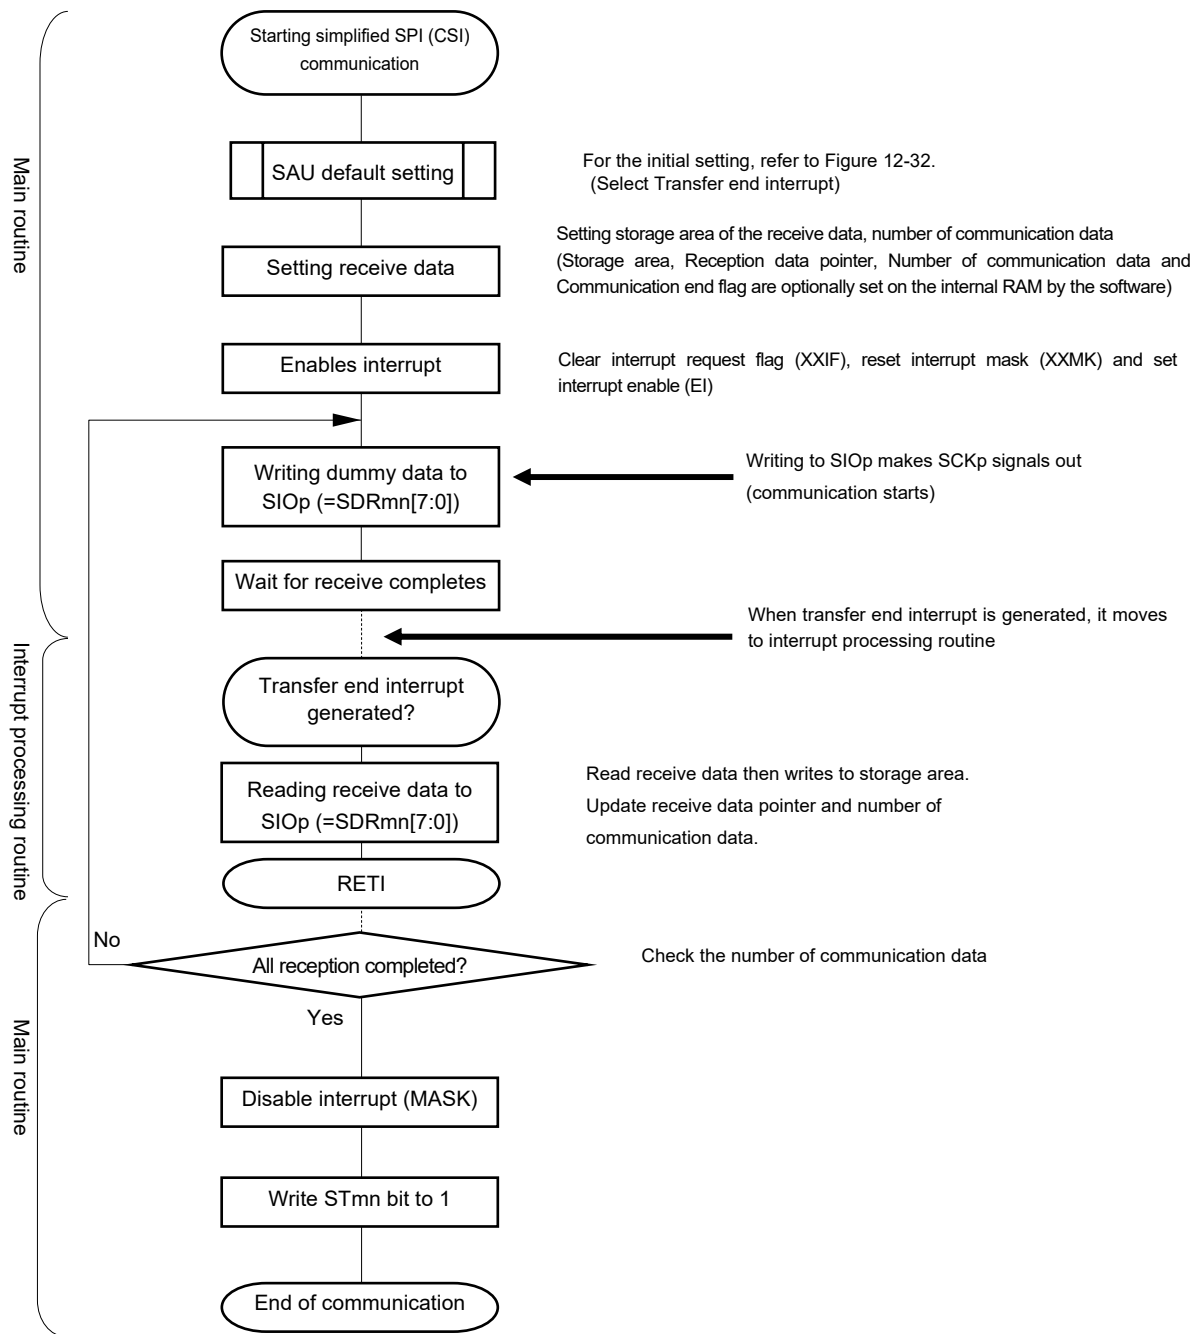 Starting simplified SPI (CSI)
communication
Main routine
SAU default setting
For the initial setting, refer to Figure 12-32.
(Select Transfer end interrupt)
Setting receive data
Setting storage area of the receive data, number of communication data
(Storage area, Reception data pointer, Number of communication data and
Communication end flag are optionally set on the internal RAM by the software)
Enables interrupt
Clear interrupt request flag (XXIF), reset interrupt mask (XXMK) and set
interrupt enable (EI)
Writing dummy data to
SIOp (=SDRmn[7:0])
Writing to SIOp makes SCKp signals out
(communication starts)
Wait for receive completes
When transfer end interrupt is generated, it moves
to interrupt processing routine
Interrupt processing routine
Transfer end interrupt
generated?
Reading receive data to
SIOp (=SDRmn[7:0])
Read receive data then writes to storage area.
Update receive data pointer and number of
communication data.
RETI
No
All reception completed?
Check the number of communication data
Yes
Main routine
Disable interrupt (MASK)
Write STmn bit to 1
End of communication